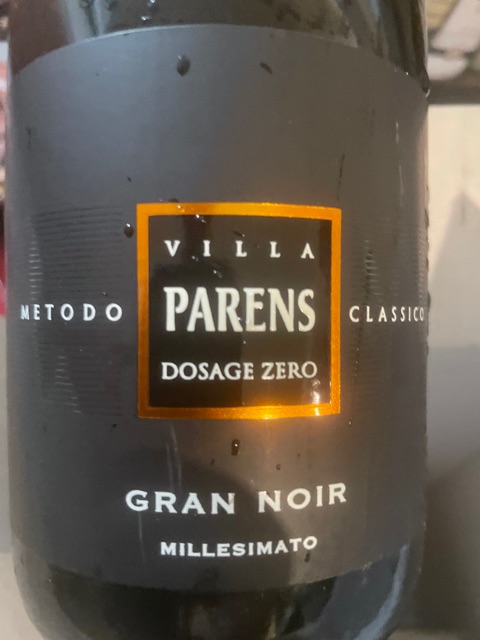 VILLA
PARENS
DOSAGE ZERO
METODO CLASSICO
GRAN NOIR
MILLESIMATO